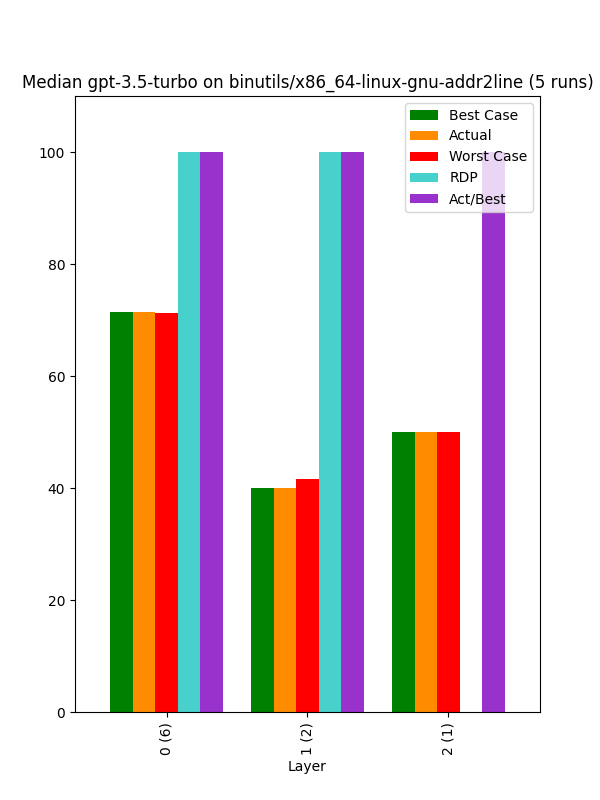 Median gpt-3.5-turbo on binutils/x86_64-linux-gnu-addr2line (5 runs)
Best Case
Actual
Worst Case
RDP
Act/Best
100
80
60
40
20
0
0 (6)
1 (2)
2 (1)
Layer